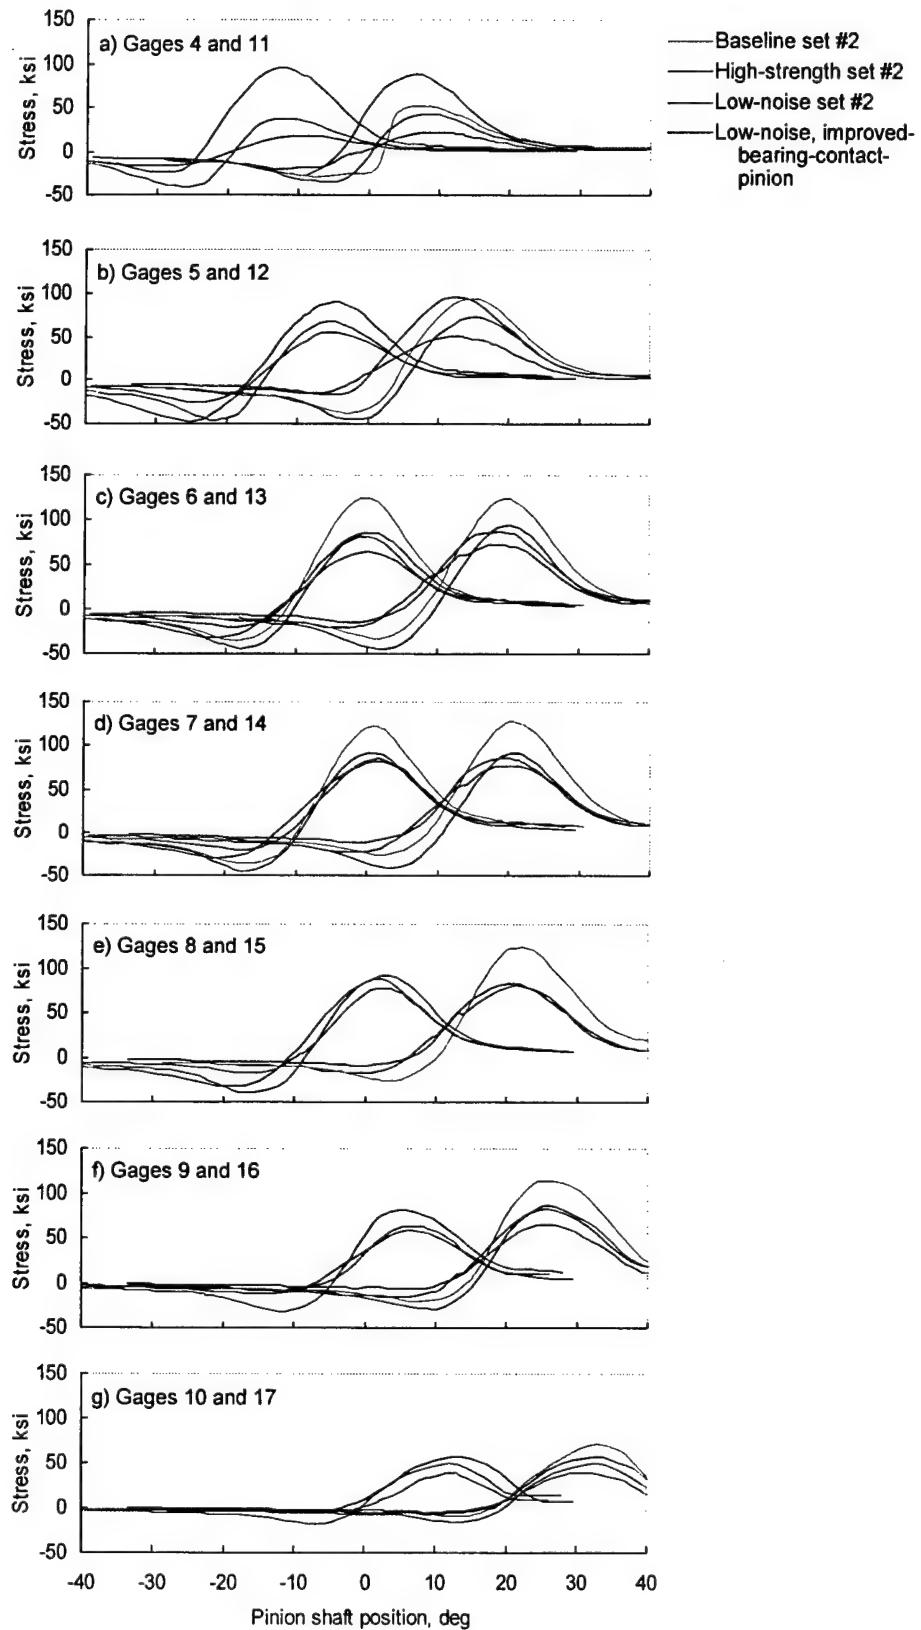 150
a) Gages 4 and 11
100
50
0
-50
Stress, ksi
Baseline set #2
High-strength set #2
Low-noise set #2
Low-noise, improved-
bearing-contact-
pinion
150
b) Gages 5 and 12
100
50
0
-50
Stress, ksi
150
c) Gages 6 and 13
100
50
0
-50
Stress, ksi
150
d) Gages 7 and 14
100
50
0
-50
Stress, ksi
150
e) Gages 8 and 15
100
50
0
-50
Stress, ksi
150
f) Gages 9 and 16
100
50
0
-50
Stress, ksi
150
g) Gages 10 and 17
100
50
0
-50
Stress, ksi
-40 -30 -20 -10 0 10 20 30 40
Pinion shaft position, deg